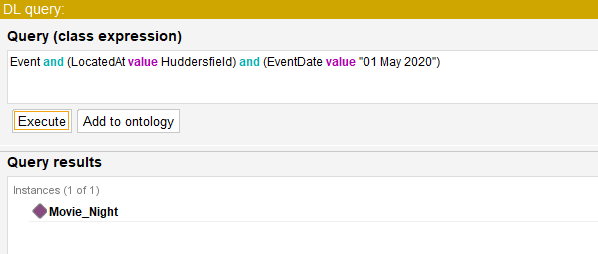 DL query:
Query (class expression)
Event and (LocatedAt value Huddersfield) and (EventDate value "01 May 2020")
Execute Add to ontology
Query results
Instances (1 of 1)
Movie_Night